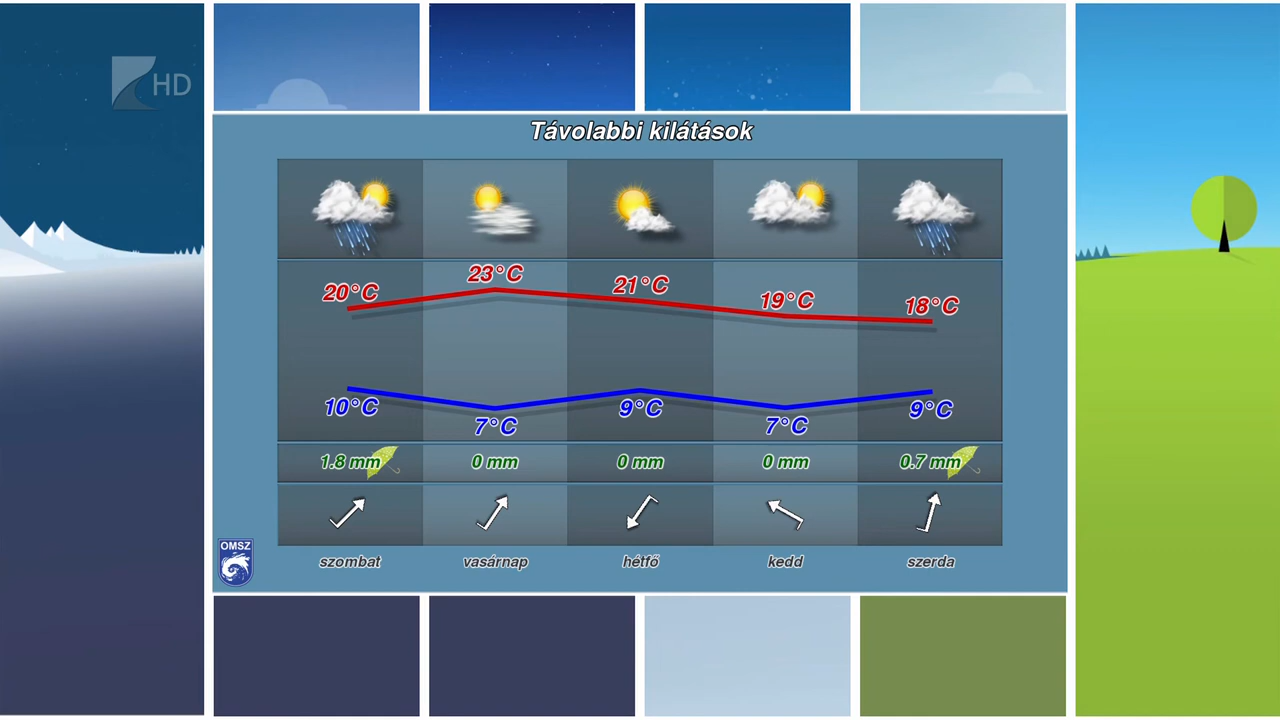 HD
Távolabbi kilátások
20°C 23°C 21°C 19°C 18°C
10°C 7°C 9°C 7°C 9°C
1.8 mm 0 mm 0 mm 0 mm 0.7 mm
OMSZ
szombat vasárnap hétfő kedd szerda